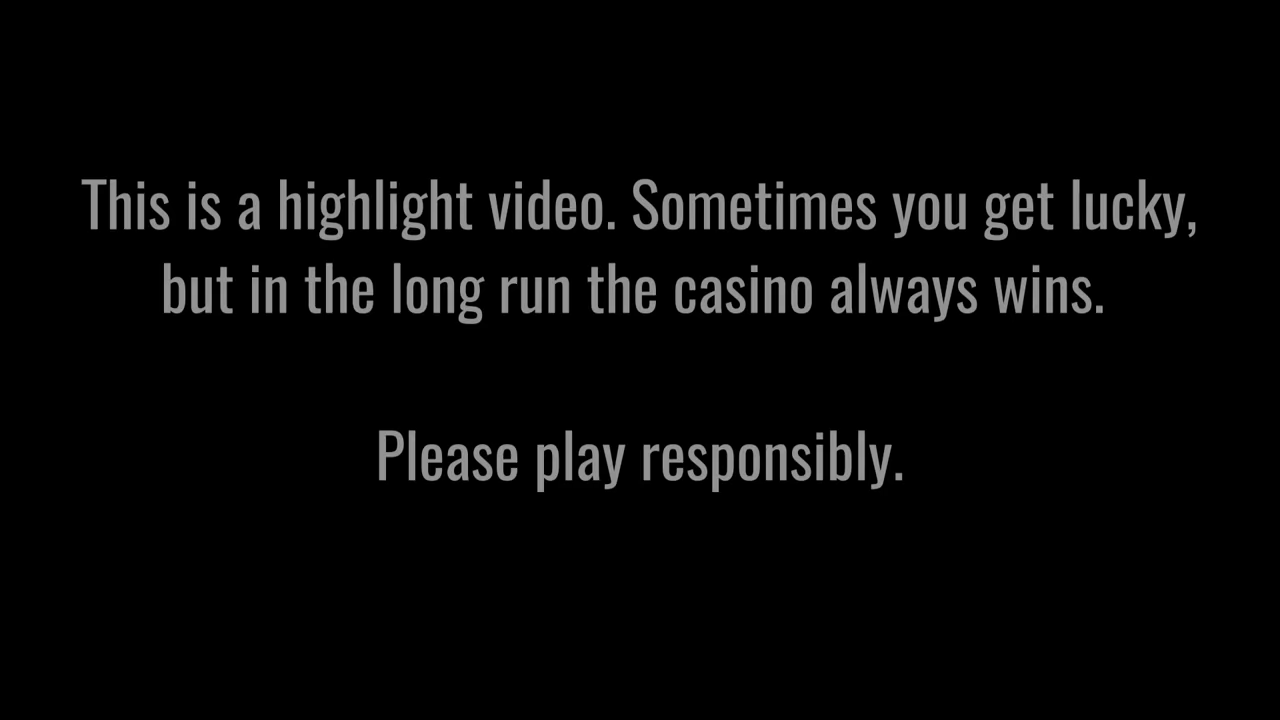 This is a highlight video. Sometimes you get lucky,
but in the long run the casino always wins.
Please play responsibly.